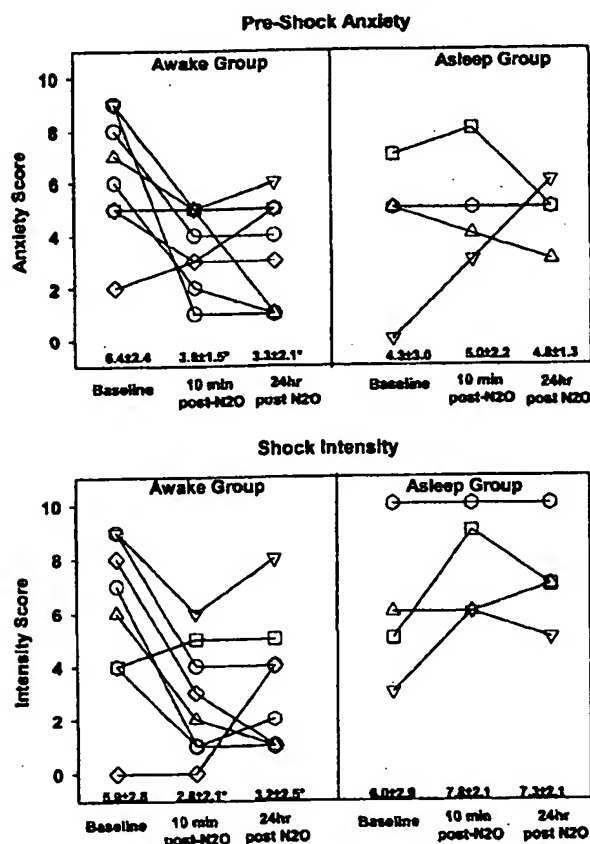 Pre-Shock Anxiety
Awake Group
Asleep Group
Anxiety Score
10
8
6
4
2
0
6.4±2.4 3.8±1.5* 3.3±2.1* 4.3±3.0 5.0±2.2 4.8±1.3
Baseline 10 min post-N2O 24hr post N2O Baseline 10 min post-N2O 24hr post N2O
Shock Intensity
Awake Group
Asleep Group
Intensity Score
10
8
6
4
2
0
5.9±2.8 2.8±2.1* 3.2±2.5* 6.0±2.9 7.8±2.1 7.3±2.1
Baseline 10 min post-N2O 24hr post N2O Baseline 10 min post-N2O 24hr post N2O